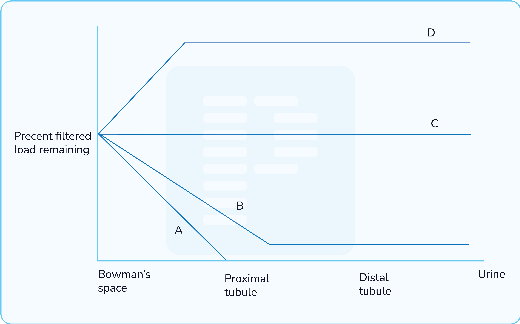 D
Precent filtered
load remaining
C
B
A
Bowman's
space
Proximal
tubule
Distal
tubule
Urine